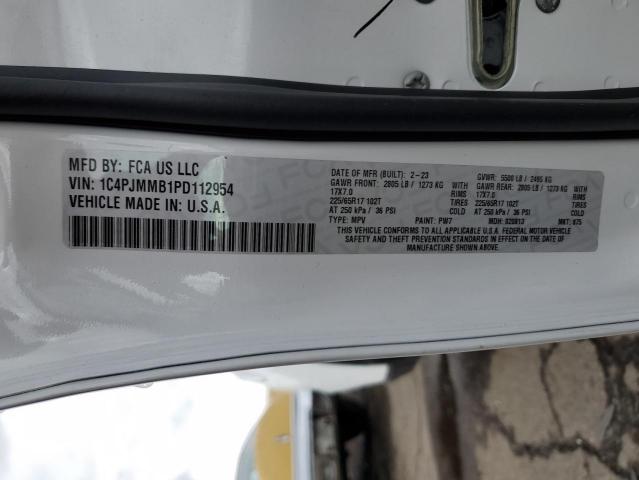 MFD BY: FCA US LLC
VIN: 1C4PJMMB1PD112954
VEHICLE MADE IN: U.S.A.
DATE OF MFR (BUILT): 2-23 GVWR: 5500 LB / 2495 KG
GAWR FRONT: 2805 LB / 1273 KG GAWR REAR: 2805 LB / 1273 KG
17X7.0 RIMS 17X7.0 RIMS
225/65R17 102T TIRES 225/65R17 102T TIRES
AT 250 kPa / 36 PSI COLD AT 250 kPa / 36 PSI COLD
TYPE: MPV PAINT: PW7 MDH: 020813 MKT: K75
THIS VEHICLE CONFORMS TO ALL APPLICABLE U.S.A. FEDERAL MOTOR VEHICLE
SAFETY AND THEFT PREVENTION STANDARDS IN EFFECT ON THE DATE OF
MANUFACTURE SHOWN ABOVE.